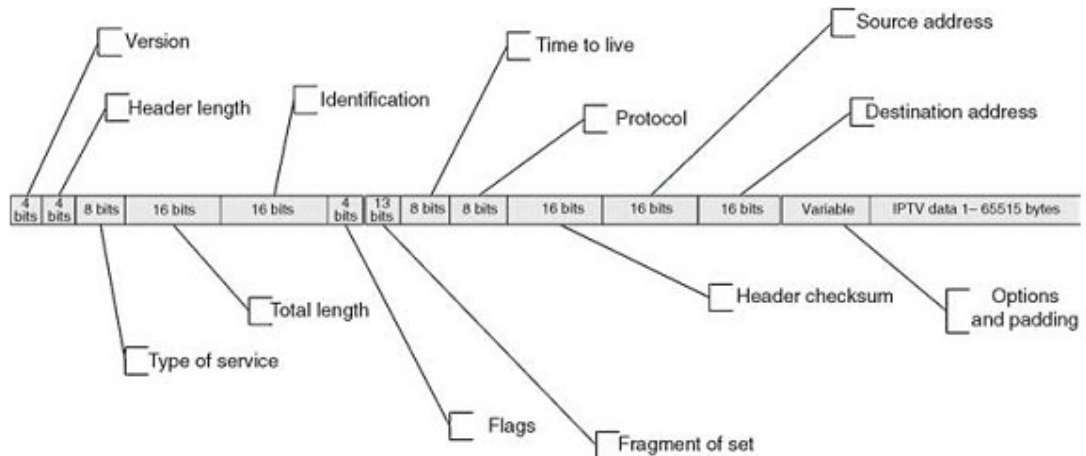 Source address
Version
Time to live
Header length
Identification
Protocol
Destination address
4 bits
4 bits
8 bits
16 bits
16 bits
4 bits
13 bits
8 bits
8 bits
16 bits
16 bits
16 bits
Variable
IPTV data 1– 65515 bytes
Total length
Header checksum
Options
and padding
Type of service
Flags
Fragment of set